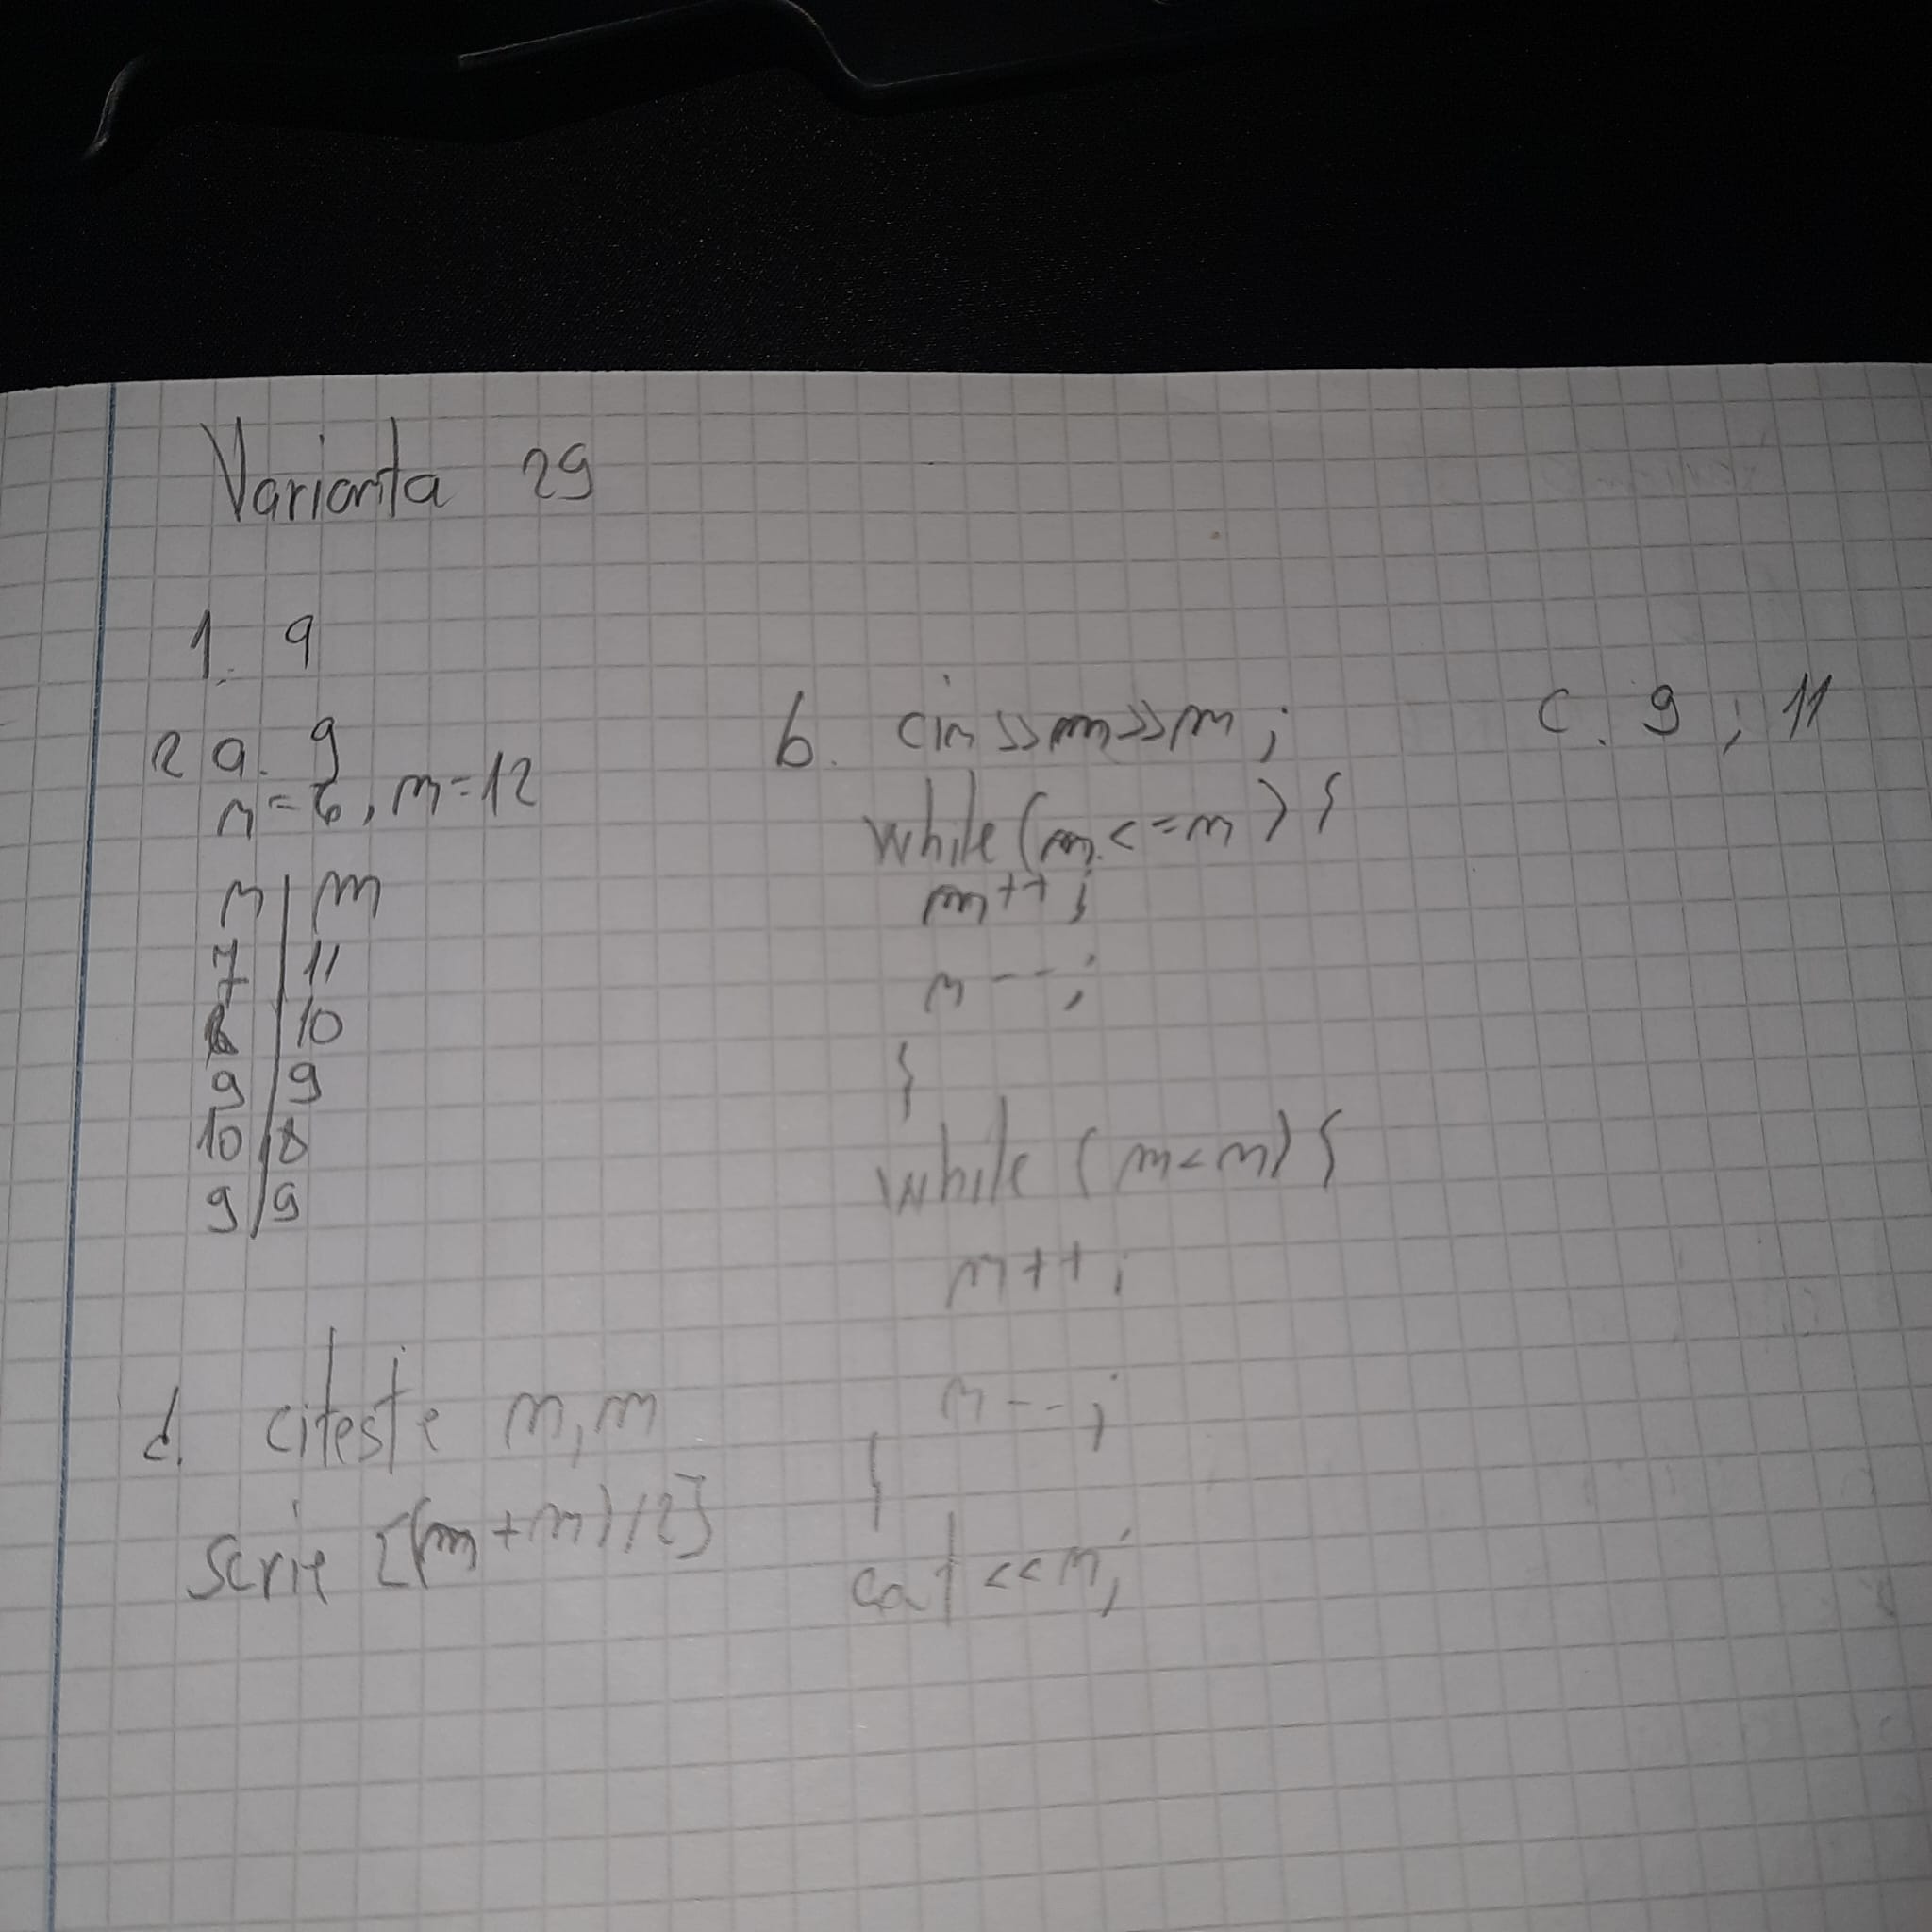 Varianta 29
1. a
2 a. 9
n=6, m=12
n | m
7 | 11
8 | 10
9 | 9
10 | 8
9 | 9
b. cin>>n>>m;
while(n<=m){
n++;
m--;
}
while(m<n){
m++;
n--;
}
cout<<n;
c. 9; 11
d. citeste n,m
scrie [(m+n)/2]